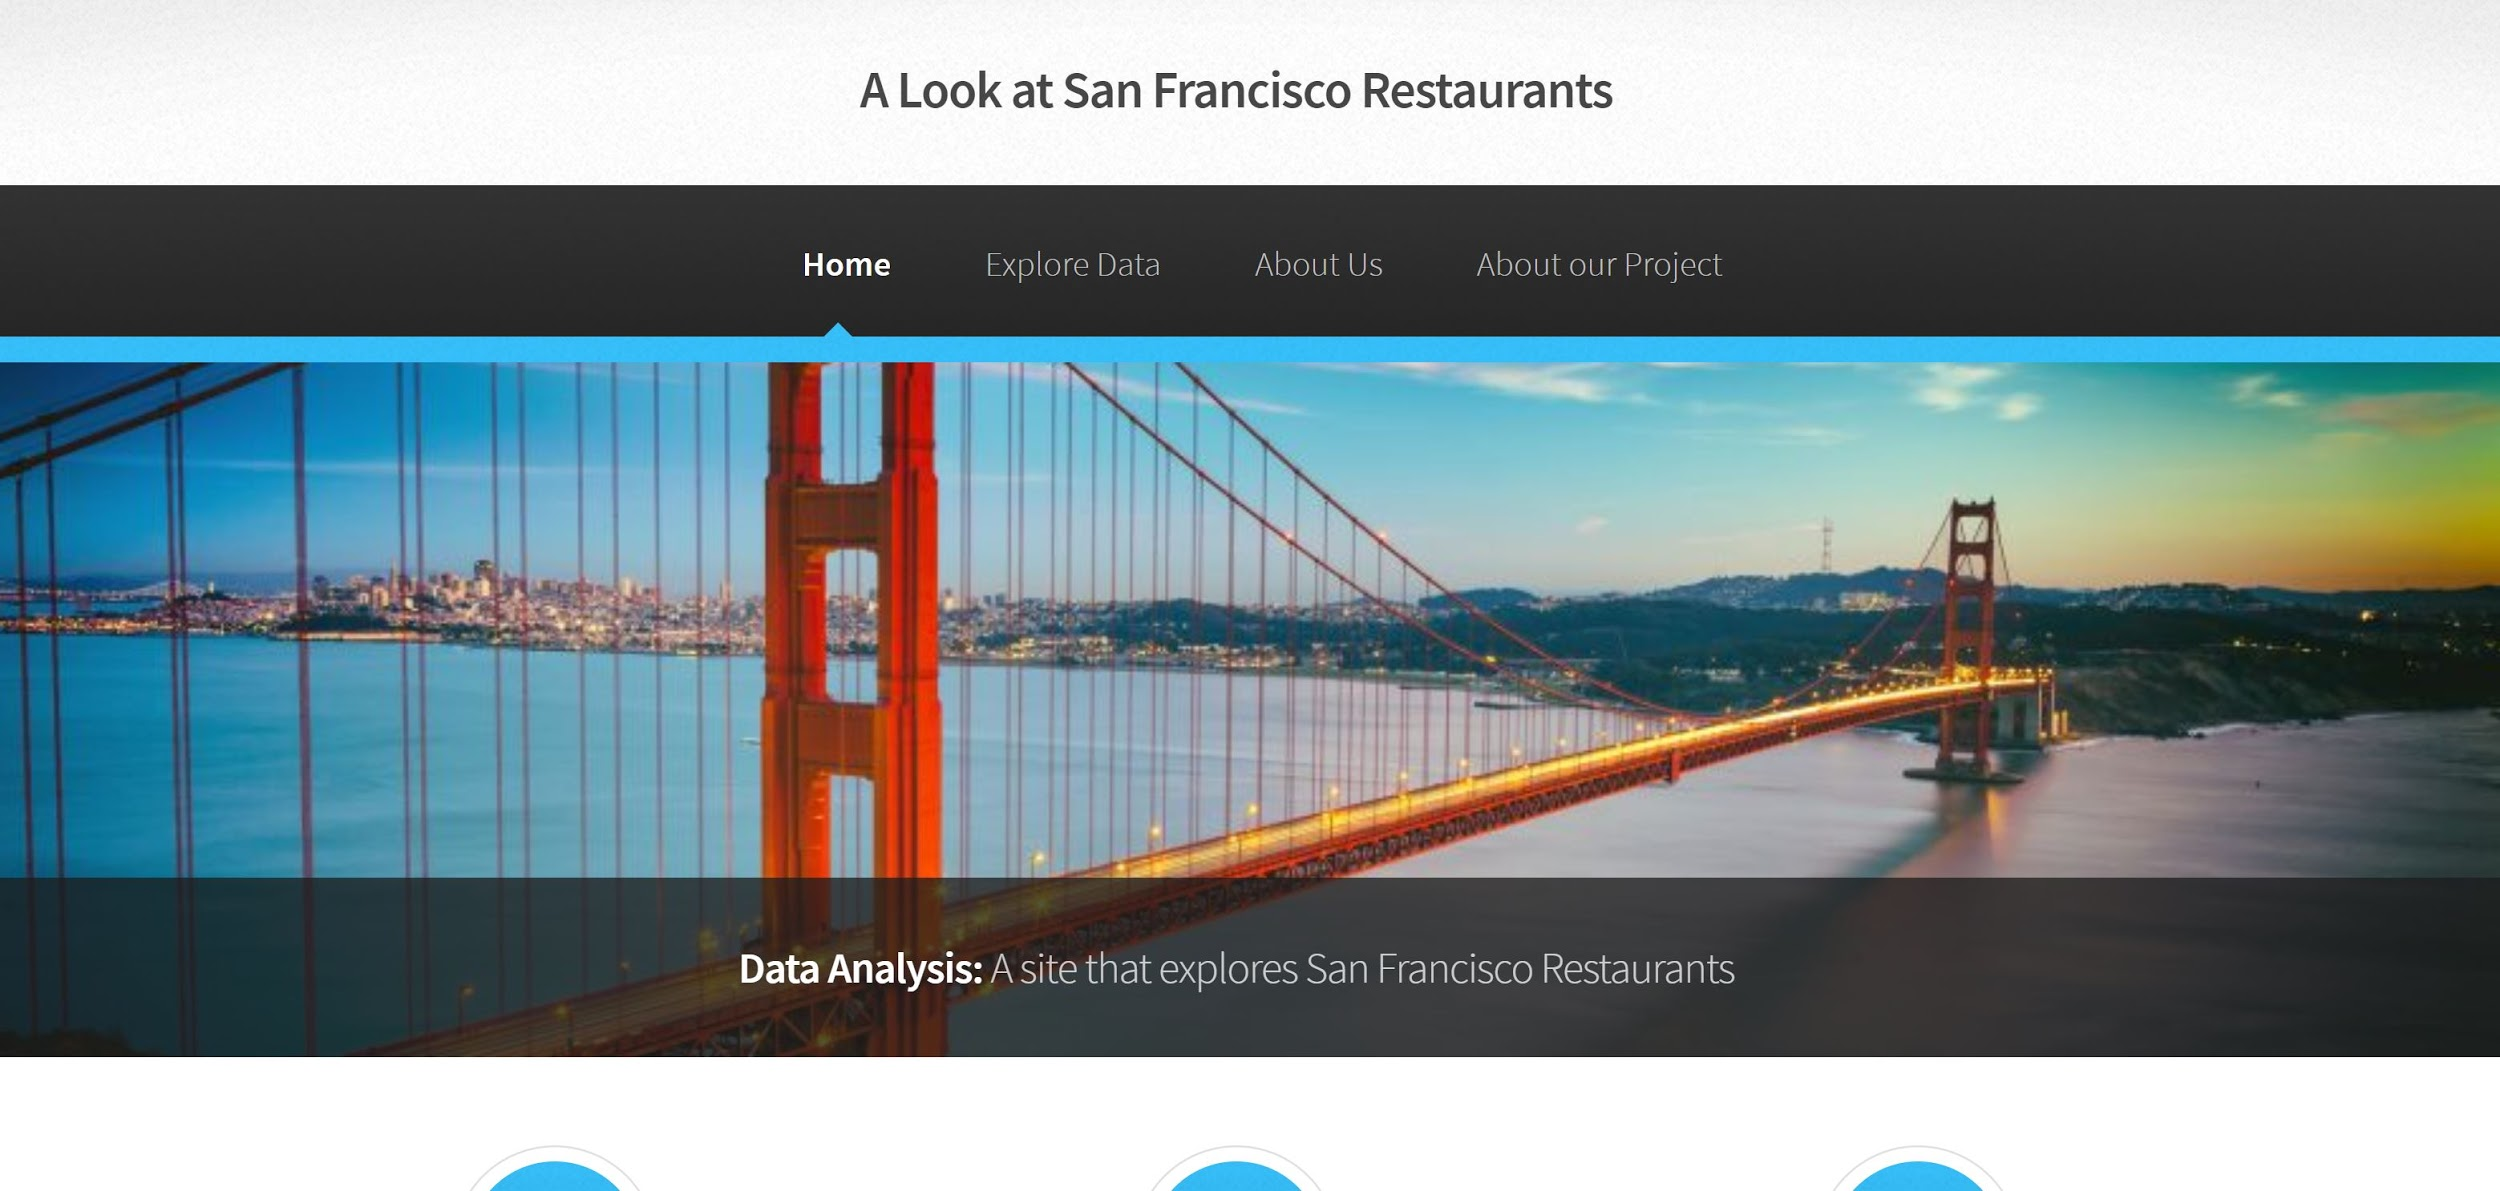 A Look at San Francisco Restaurants
Home Explore Data About Us About our Project
Data Analysis: A site that explores San Francisco Restaurants